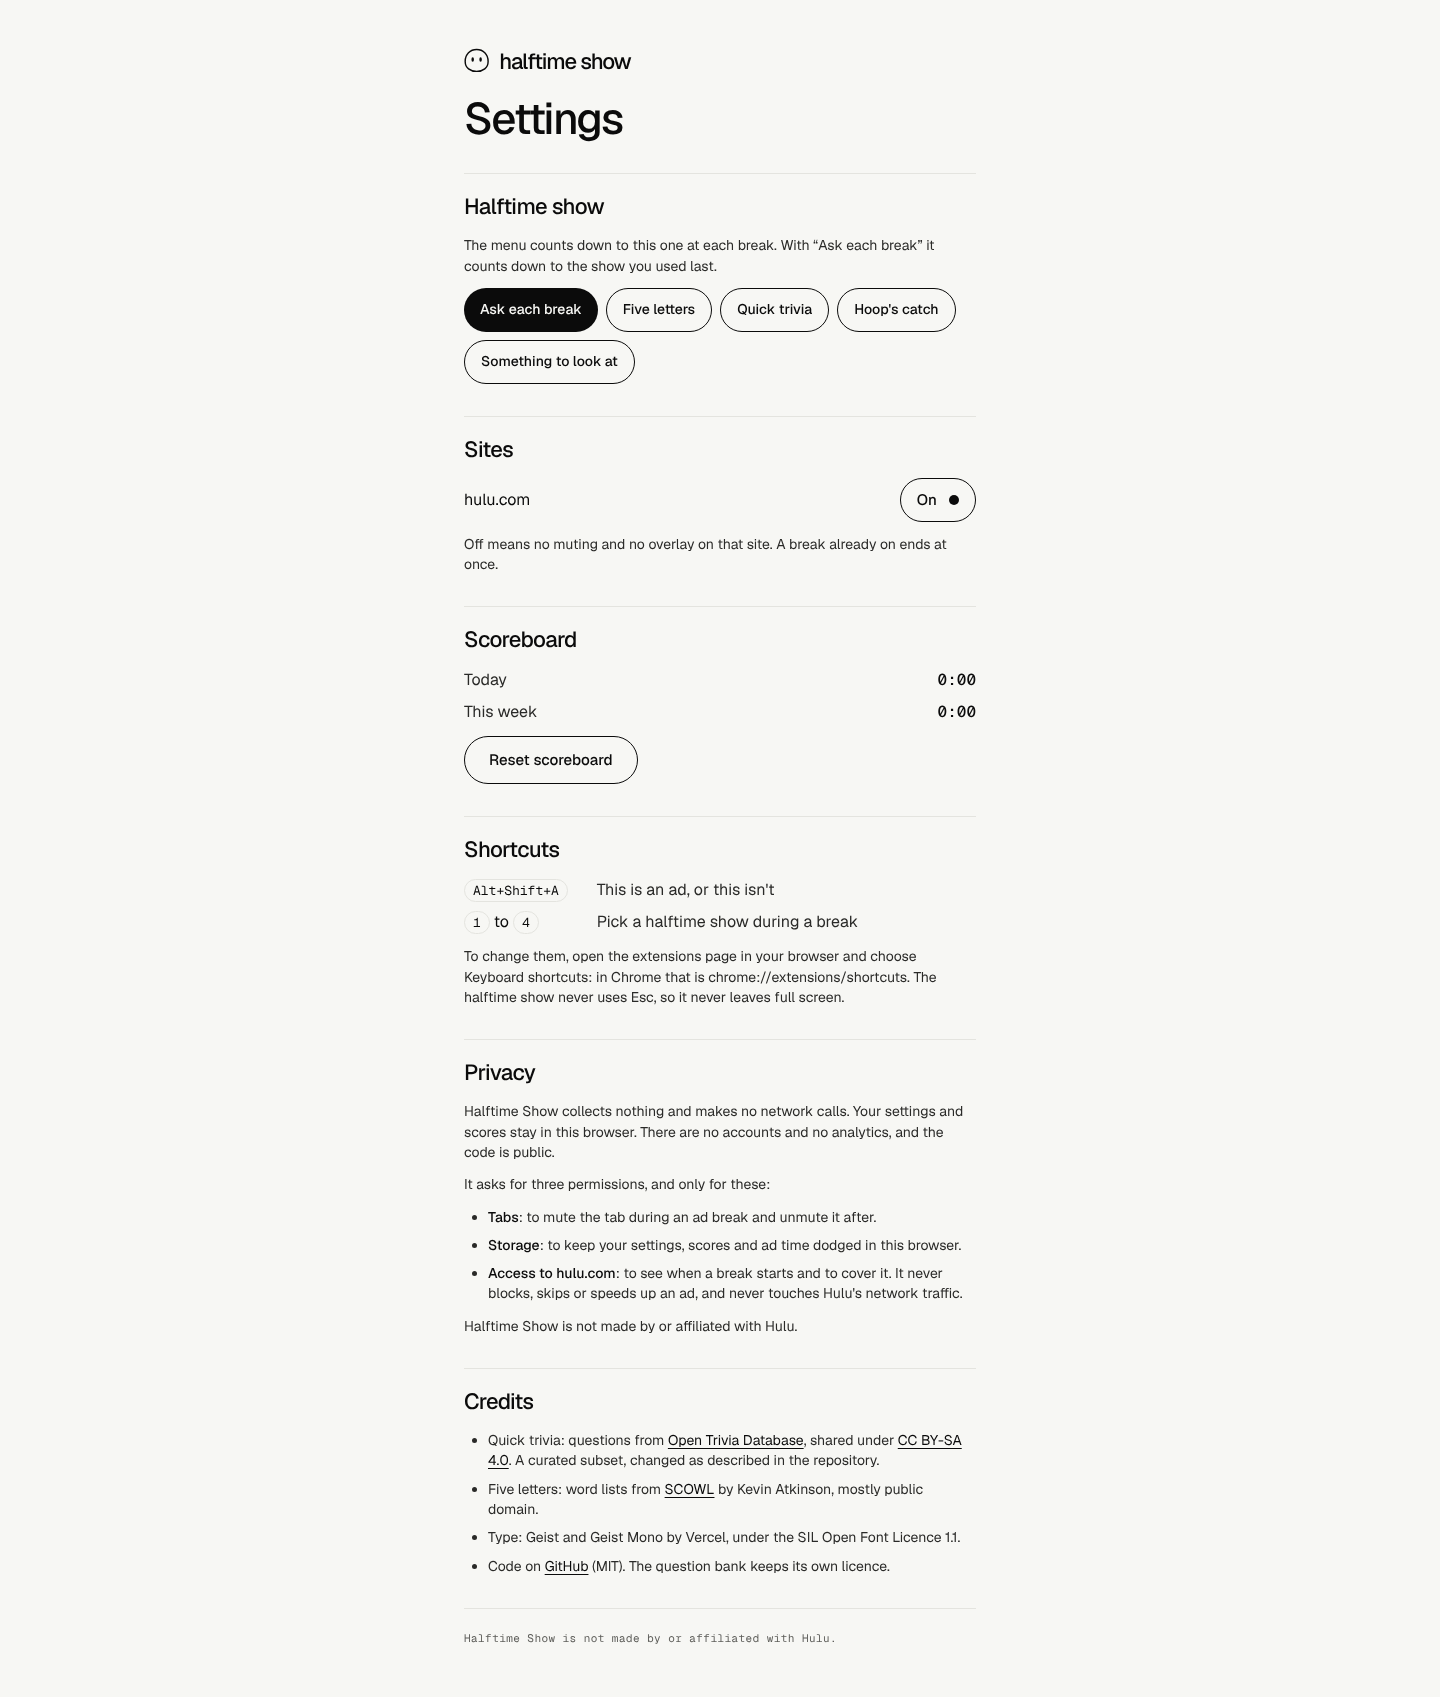 halftime show
Settings
Halftime show
The menu counts down to this one at each break. With “Ask each break” it
counts down to the show you used last.
Ask each break
Five letters
Quick trivia
Hoop's catch
Something to look at
Sites
hulu.com
On
Off means no muting and no overlay on that site. A break already on ends at
once.
Scoreboard
Today 0:00
This week 0:00
Reset scoreboard
Shortcuts
Alt+Shift+A This is an ad, or this isn't
1 to 4 Pick a halftime show during a break
To change them, open the extensions page in your browser and choose
Keyboard shortcuts: in Chrome that is chrome://extensions/shortcuts. The
halftime show never uses Esc, so it never leaves full screen.
Privacy
Halftime Show collects nothing and makes no network calls. Your settings and
scores stay in this browser. There are no accounts and no analytics, and the
code is public.
It asks for three permissions, and only for these:
• Tabs: to mute the tab during an ad break and unmute it after.
• Storage: to keep your settings, scores and ad time dodged in this browser.
• Access to hulu.com: to see when a break starts and to cover it. It never
blocks, skips or speeds up an ad, and never touches Hulu's network traffic.
Halftime Show is not made by or affiliated with Hulu.
Credits
• Quick trivia: questions from Open Trivia Database, shared under CC BY-SA
4.0. A curated subset, changed as described in the repository.
• Five letters: word lists from SCOWL by Kevin Atkinson, mostly public
domain.
• Type: Geist and Geist Mono by Vercel, under the SIL Open Font Licence 1.1.
• Code on GitHub (MIT). The question bank keeps its own licence.
Halftime Show is not made by or affiliated with Hulu.